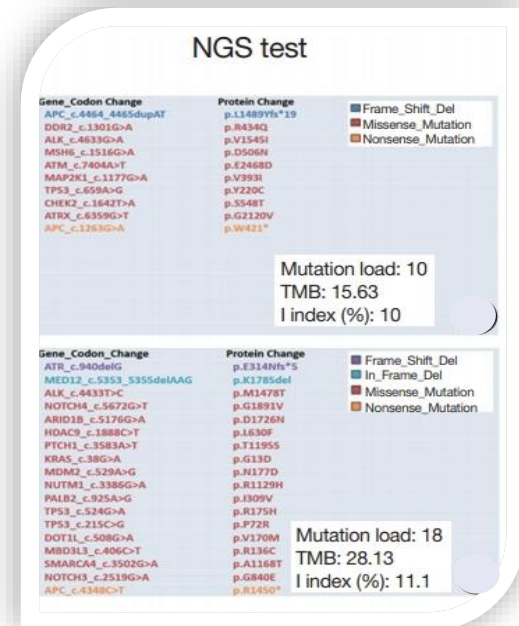 NGS test
Gene_Codon Change Protein Change
APC_c.4464_4465dupAT p.L1489Yfs*19
DDR2_c.1301G>A p.R434Q
ALK_c.4633G>A p.V1545I
MSH6_c.1516G>A p.D506N
ATM_c.7404A>T p.E2468D
MAP2K1_c.1177G>A p.V393I
TP53_c.659A>G p.Y220C
CHEK2_c.1642T>A p.S548T
ATRX_c.6359G>T p.G2120V
APC_c.1263G>A p.W421*
Frame_Shift_Del
Missense_Mutation
Nonsense_Mutation
Mutation load: 10
TMB: 15.63
I index (%): 10
Gene_Codon_Change Protein Change
ATR_c.940delG p.E314Nfs*5
MED12_c.5353_5355delAAG p.K1785del
ALK_c.4433T>C p.M1478T
NOTCH4_c.5672G>T p.G1891V
ARID1B_c.5176G>A p.D1726N
HDAC9_c.1888C>T p.L630F
PTCH1_c.3583A>T p.T1195S
KRAS_c.38G>A p.G13D
MDM2_c.529A>G p.N177D
NUTM1_c.3386G>A p.R1129H
PALB2_c.925A>G p.I309V
TP53_c.524G>A p.R175H
TP53_c.215C>G p.P72R
DOT1L_c.508G>A p.V170M
MBD3L3_c.406C>T p.R136C
SMARCA4_c.3502G>A p.A1168T
NOTCH3_c.2519G>A p.G840E
APC_c.4348C>T p.R1450*
Frame_Shift_Del
In_Frame_Del
Missense_Mutation
Nonsense_Mutation
Mutation load: 18
TMB: 28.13
I index (%): 11.1